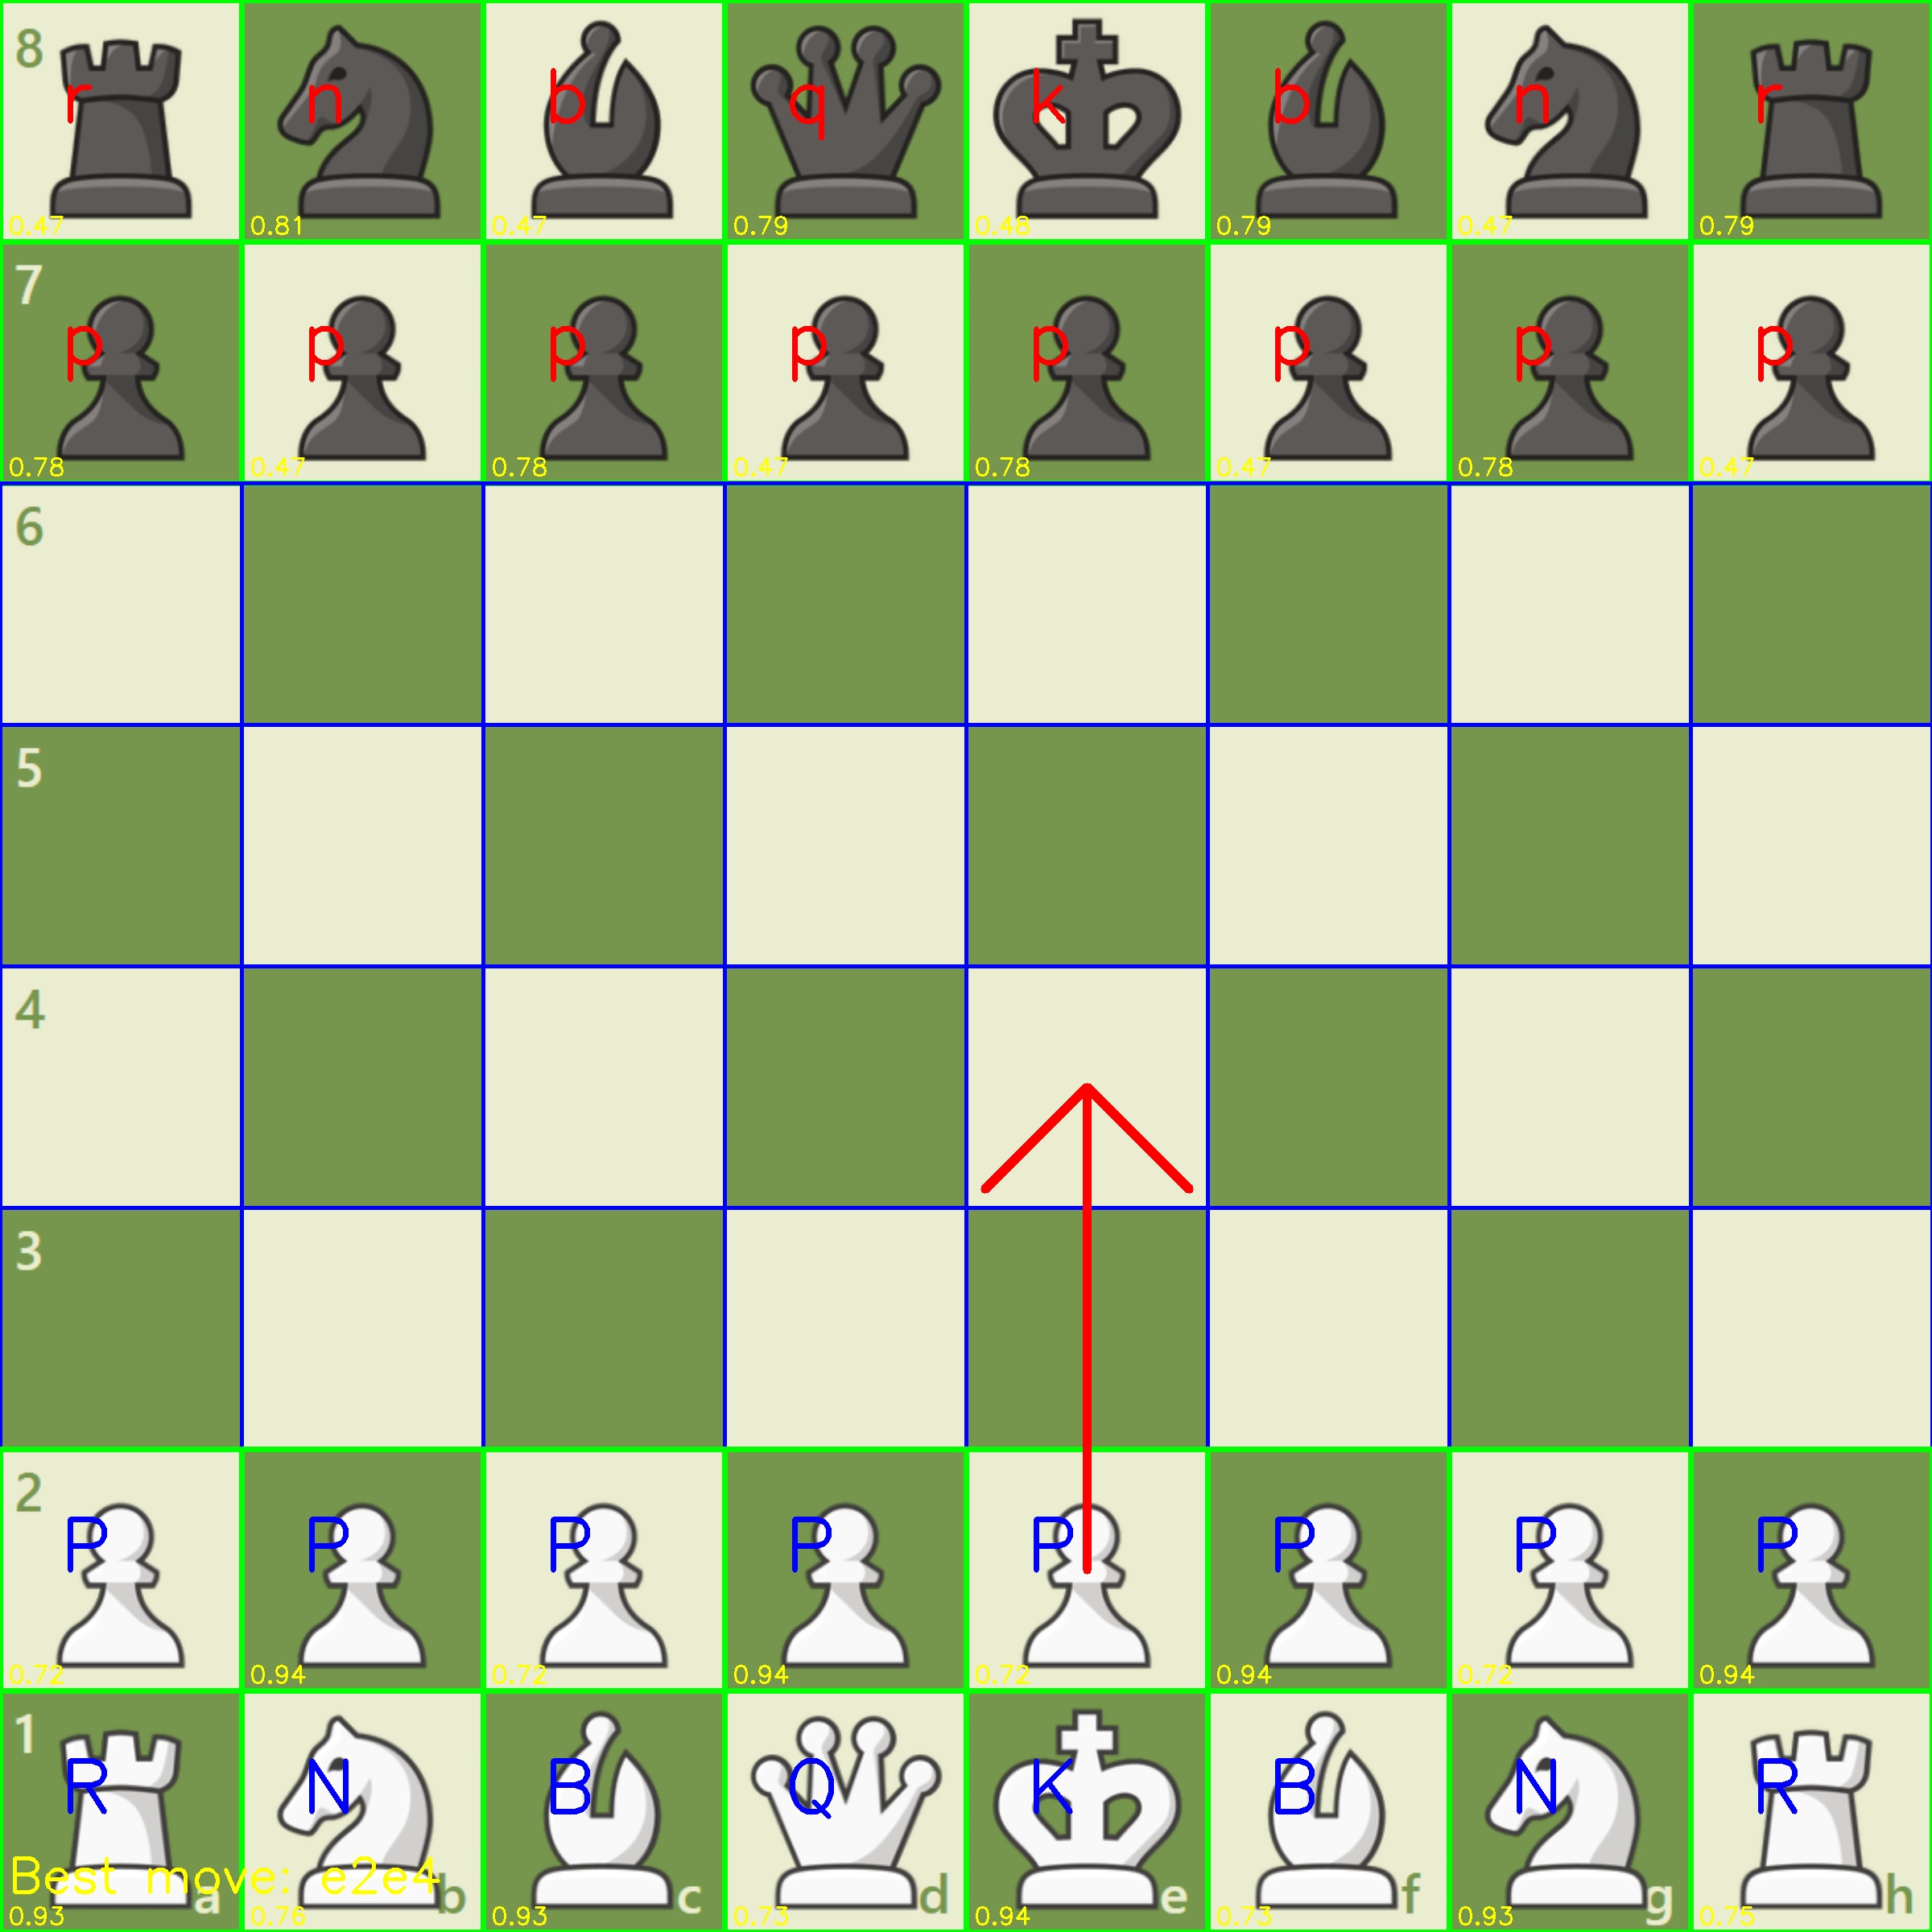 8
r n b q k b n r
0.47 0.81 0.47 0.79 0.48 0.79 0.47 0.79
7
p p p p p p p p
0.78 0.47 0.78 0.47 0.78 0.47 0.78 0.47
6
5
4
3
2
P P P P P P P P
0.72 0.94 0.72 0.94 0.72 0.94 0.72 0.94
1
R N B Q K B N R
Best move: e2e4
a b c d e f g h
0.93 0.76 0.93 0.73 0.94 0.73 0.93 0.75